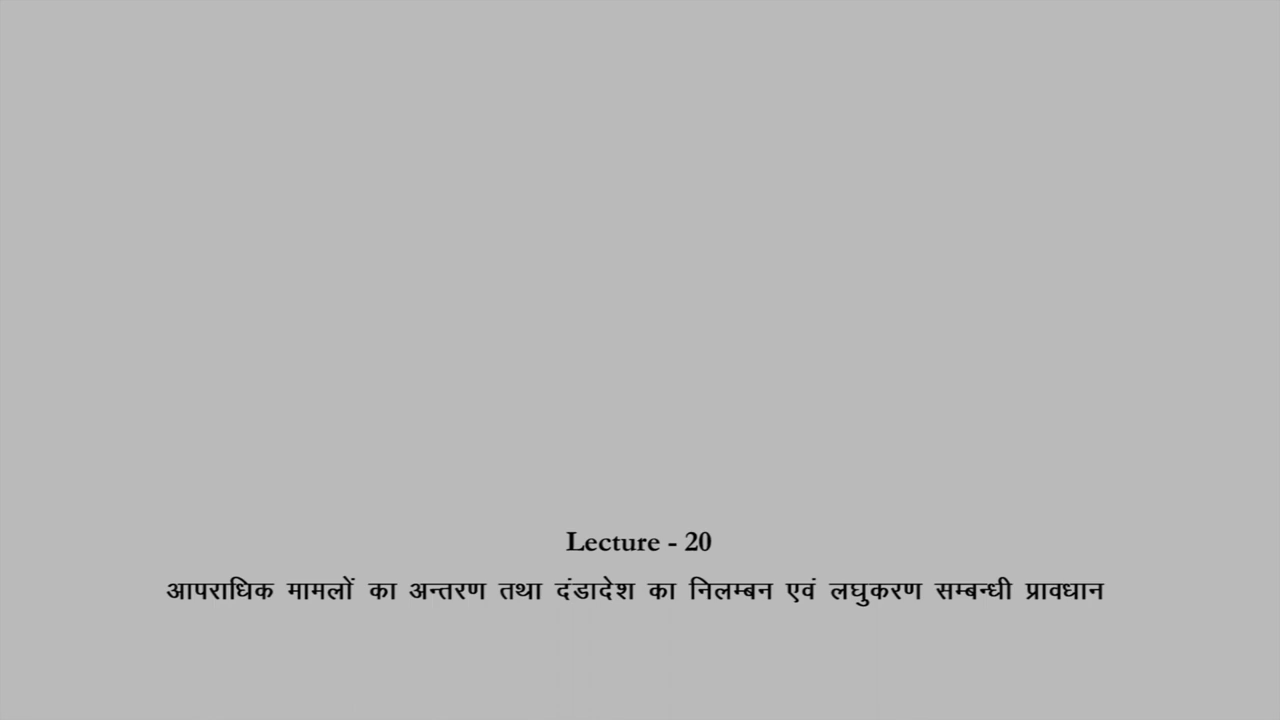 Lecture - 20
आपराधिक मामलों का अन्तरण तथा दंडादेश का निलम्बन एवं लघुकरण सम्बन्धी प्रावधान